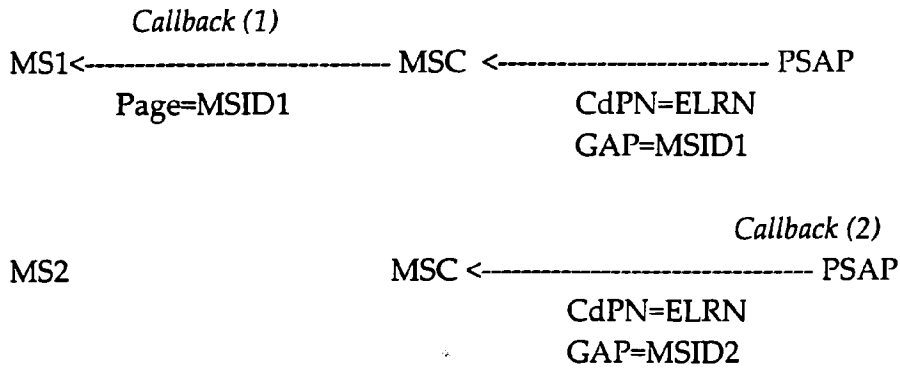 Callback (1)
MS1<------------------------------ MSC <--------------------------- PSAP
Page=MSID1 CdPN=ELRN
GAP=MSID1
Callback (2)
MS2 MSC <--------------------------------- PSAP
CdPN=ELRN
GAP=MSID2